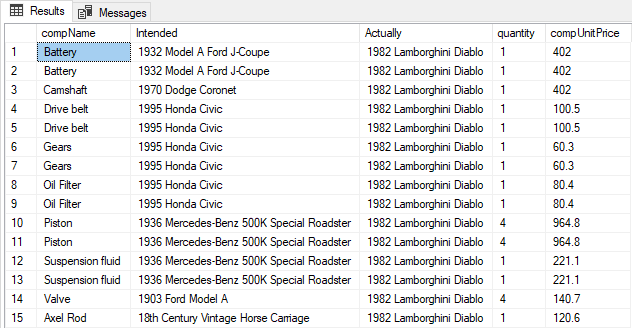 Results Messages
compName Intended Actually quantity compUnitPrice
1 Battery 1932 Model A Ford J-Coupe 1982 Lamborghini Diablo 1 402
2 Battery 1932 Model A Ford J-Coupe 1982 Lamborghini Diablo 1 402
3 Camshaft 1970 Dodge Coronet 1982 Lamborghini Diablo 1 402
4 Drive belt 1995 Honda Civic 1982 Lamborghini Diablo 1 100.5
5 Drive belt 1995 Honda Civic 1982 Lamborghini Diablo 1 100.5
6 Gears 1995 Honda Civic 1982 Lamborghini Diablo 1 60.3
7 Gears 1995 Honda Civic 1982 Lamborghini Diablo 1 60.3
8 Oil Filter 1995 Honda Civic 1982 Lamborghini Diablo 1 80.4
9 Oil Filter 1995 Honda Civic 1982 Lamborghini Diablo 1 80.4
10 Piston 1936 Mercedes-Benz 500K Special Roadster 1982 Lamborghini Diablo 4 964.8
11 Piston 1936 Mercedes-Benz 500K Special Roadster 1982 Lamborghini Diablo 4 964.8
12 Suspension fluid 1936 Mercedes-Benz 500K Special Roadster 1982 Lamborghini Diablo 1 221.1
13 Suspension fluid 1936 Mercedes-Benz 500K Special Roadster 1982 Lamborghini Diablo 1 221.1
14 Valve 1903 Ford Model A 1982 Lamborghini Diablo 4 140.7
15 Axel Rod 18th Century Vintage Horse Carriage 1982 Lamborghini Diablo 1 120.6